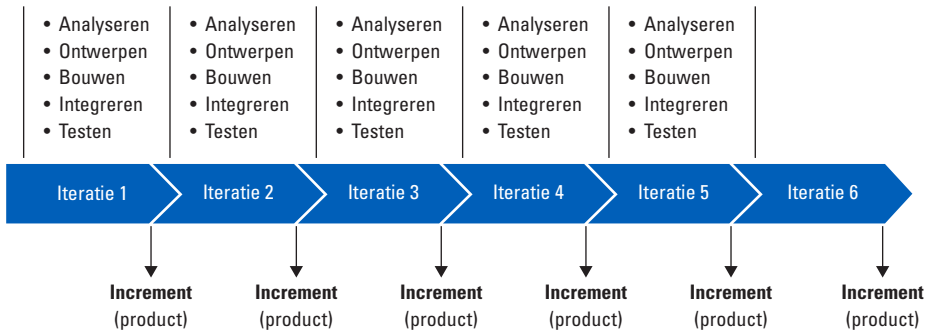 • Analyseren
• Ontwerpen
• Bouwen
• Integreren
• Testen
• Analyseren
• Ontwerpen
• Bouwen
• Integreren
• Testen
• Analyseren
• Ontwerpen
• Bouwen
• Integreren
• Testen
• Analyseren
• Ontwerpen
• Bouwen
• Integreren
• Testen
• Analyseren
• Ontwerpen
• Bouwen
• Integreren
• Testen
Iteratie 1
Iteratie 2
Iteratie 3
Iteratie 4
Iteratie 5
Iteratie 6
Increment
(product)
Increment
(product)
Increment
(product)
Increment
(product)
Increment
(product)
Increment
(product)